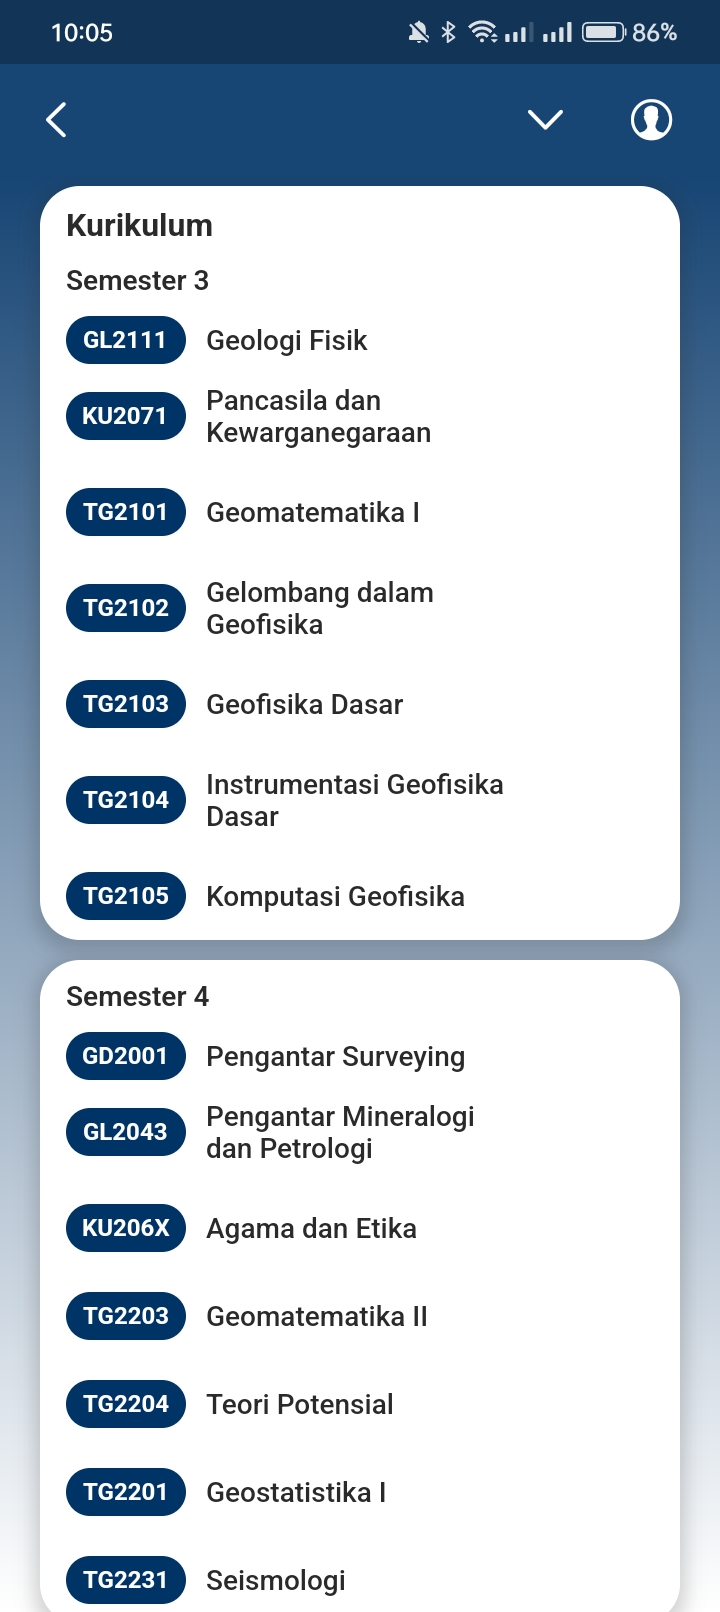 10:05
86%
Kurikulum
Semester 3
GL2111 Geologi Fisik
KU2071 Pancasila dan
Kewarganegaraan
TG2101 Geomatematika I
TG2102 Gelombang dalam
Geofisika
TG2103 Geofisika Dasar
TG2104 Instrumentasi Geofisika
Dasar
TG2105 Komputasi Geofisika
Semester 4
GD2001 Pengantar Surveying
GL2043 Pengantar Mineralogi
dan Petrologi
KU206X Agama dan Etika
TG2203 Geomatematika II
TG2204 Teori Potensial
TG2201 Geostatistika I
TG2231 Seismologi